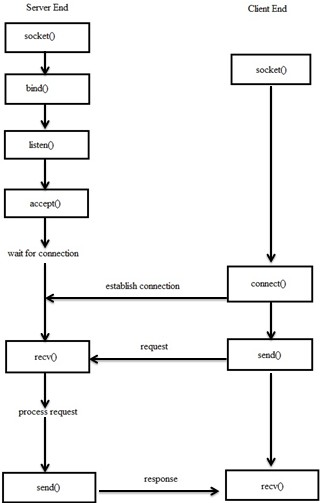 Server End
Client End
socket()
socket()
bind()
listen()
accept()
wait for connection
establish connection
connect()
request
recv()
send()
process request
response
send()
recv()